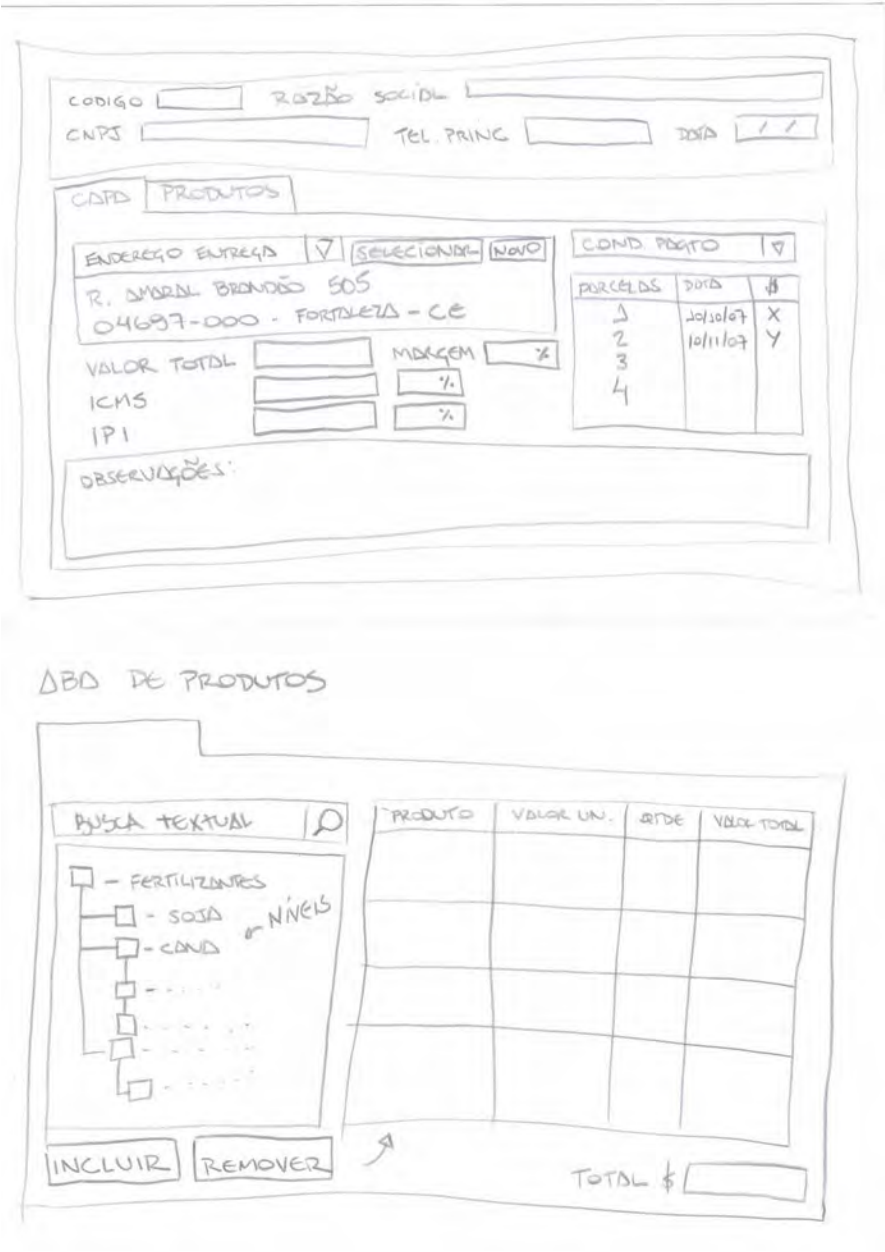 CODIGO RAZÃO SOCIAL
CNPJ TEL. PRINC DATA / /
CAPA PRODUTOS
ENDEREÇO ENTREGA SELECIONAR NOVO COND PAGTO
R. AMARAL BRANDÃO 505
04697-000 - FORTALEZA - CE
PARCELAS DATA $
1 20/10/07 X
2 10/11/07 Y
3
4
VALOR TOTAL MARGEM %
ICMS %
IPI %
OBSERVAÇÕES:
ABA DE PRODUTOS
BUSCA TEXTUAL
- FERTILIZANTES
- SOJA
- CANA
NÍVEIS
PRODUTO VALOR UN. QTDE VALOR TOTAL
INCLUIR REMOVER
TOTAL $